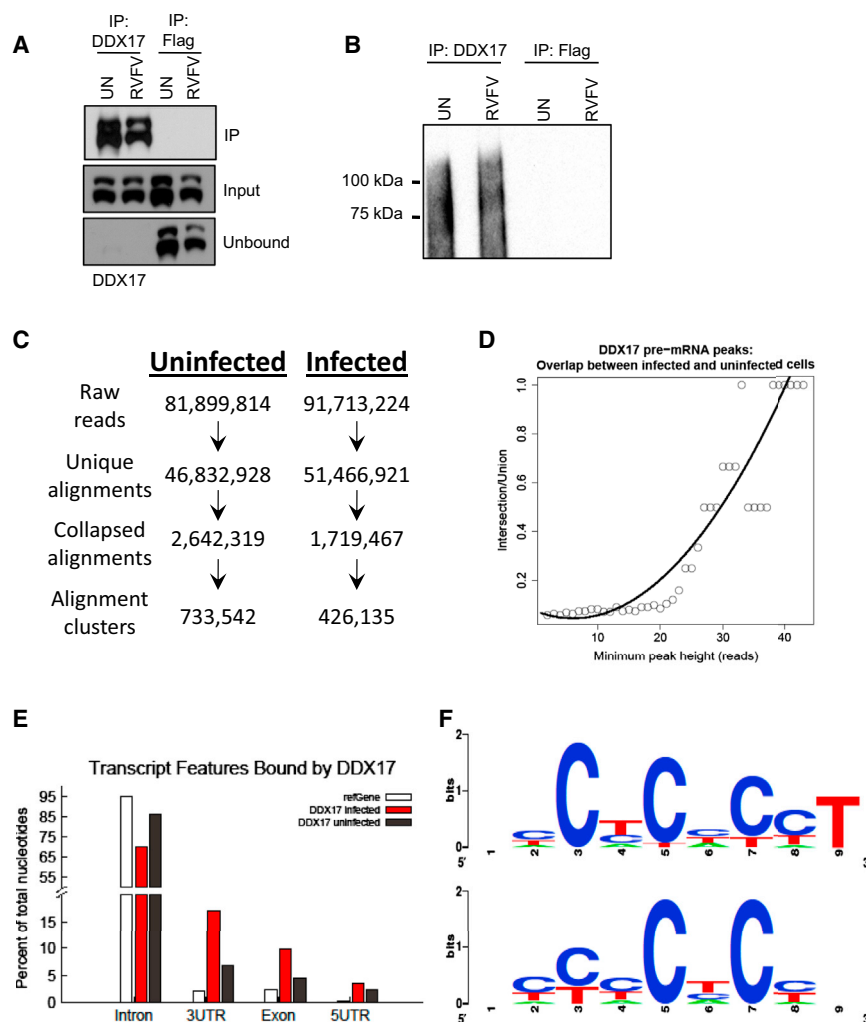 A
IP: DDX17
IP: Flag
UN
RVFV
UN
RVFV
IP
Input
Unbound
DDX17
B
IP: DDX17
IP: Flag
UN
RVFV
UN
RVFV
100 kDa
75 kDa
C
Uninfected Infected
Raw reads 81,899,814 91,713,224
Unique alignments 46,832,928 51,466,921
Collapsed alignments 2,642,319 1,719,467
Alignment clusters 733,542 426,135
D
DDX17 pre-mRNA peaks:
Overlap between infected and uninfected cells
Intersection/Union
1.0
0.8
0.6
0.4
0.2
10 20 30 40
Minimum peak height (reads)
E
Transcript Features Bound by DDX17
refGene
DDX17 infected
DDX17 uninfected
Percent of total nucleotides
95
85
75
65
55
15
10
5
0
Intron 3UTR Exon 5UTR
F
bits
2
1
0
5' 1 2 3 4 5 6 7 8 9
bits
2
1
0
5' 1 2 3 4 5 6 7 8 9